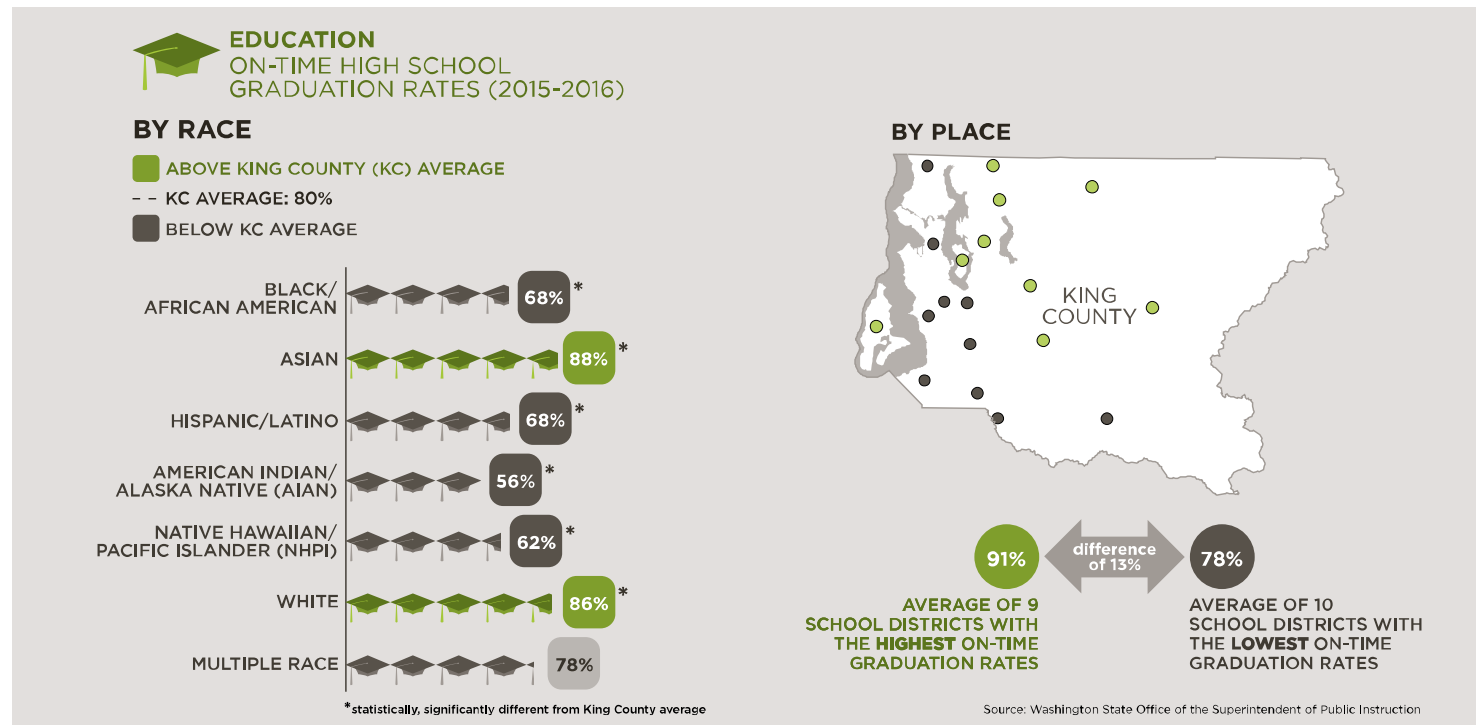 EDUCATION
ON-TIME HIGH SCHOOL
GRADUATION RATES (2015-2016)
BY RACE
ABOVE KING COUNTY (KC) AVERAGE
-- KC AVERAGE: 80%
BELOW KC AVERAGE
BLACK/
AFRICAN AMERICAN
68% *
ASIAN
88% *
HISPANIC/LATINO
68% *
AMERICAN INDIAN/
ALASKA NATIVE (AIAN)
56% *
NATIVE HAWAIIAN/
PACIFIC ISLANDER (NHPI)
62% *
WHITE
86% *
MULTIPLE RACE
78%
*statistically, significantly different from King County average
BY PLACE
KING
COUNTY
91%
difference
of 13%
78%
AVERAGE OF 9
SCHOOL DISTRICTS WITH
THE HIGHEST ON-TIME
GRADUATION RATES
AVERAGE OF 10
SCHOOL DISTRICTS WITH
THE LOWEST ON-TIME
GRADUATION RATES
Source: Washington State Office of the Superintendent of Public Instruction